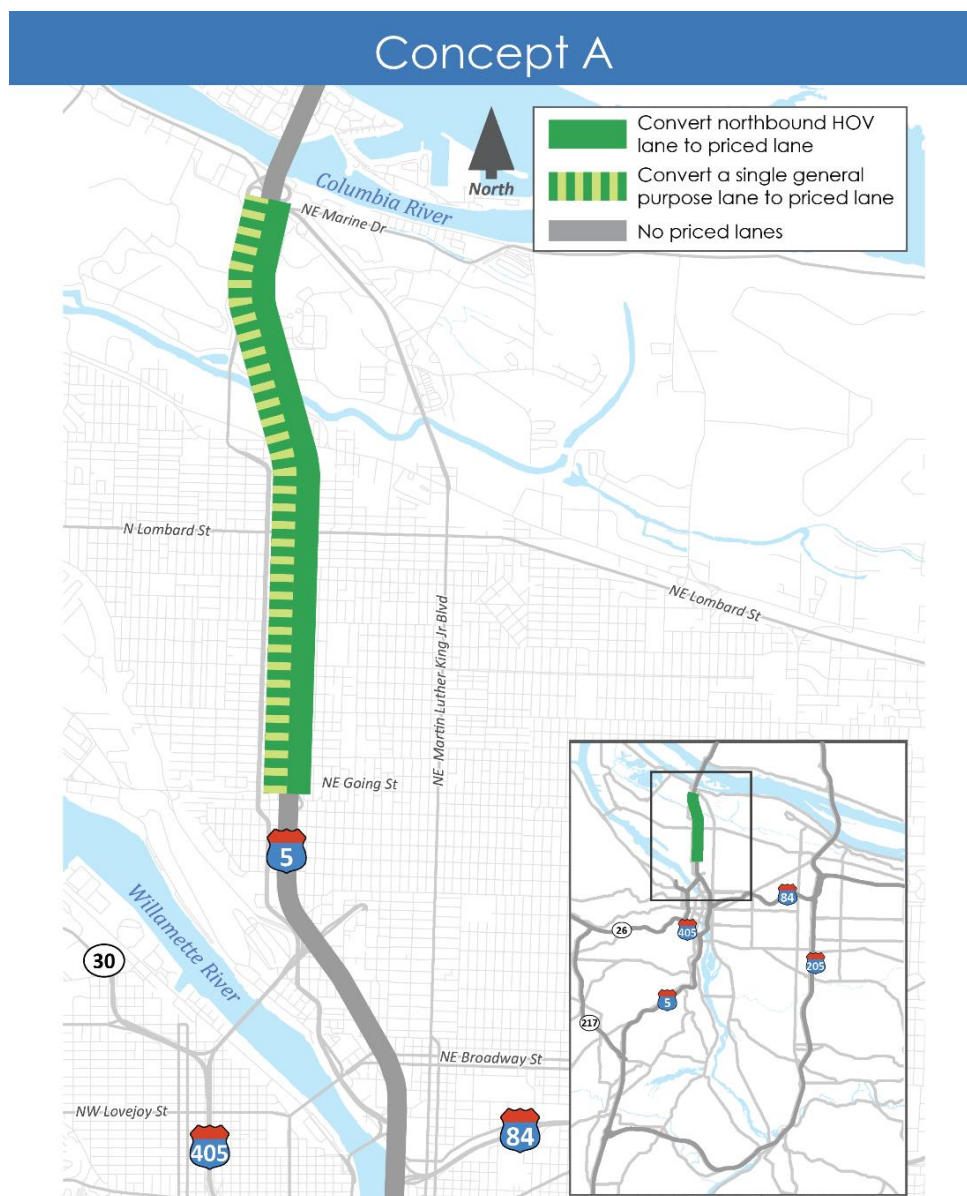 Concept A
Convert northbound HOV
lane to priced lane
Convert a single general
purpose lane to priced lane
No priced lanes
North
Columbia River
NE Marine Dr
N Lombard St
NE Lombard St
NE Martin Luther King Jr Blvd
NE Going St
5
Willamette River
30
NE Broadway St
NW Lovejoy St
405
84
84
26
405
205
5
217